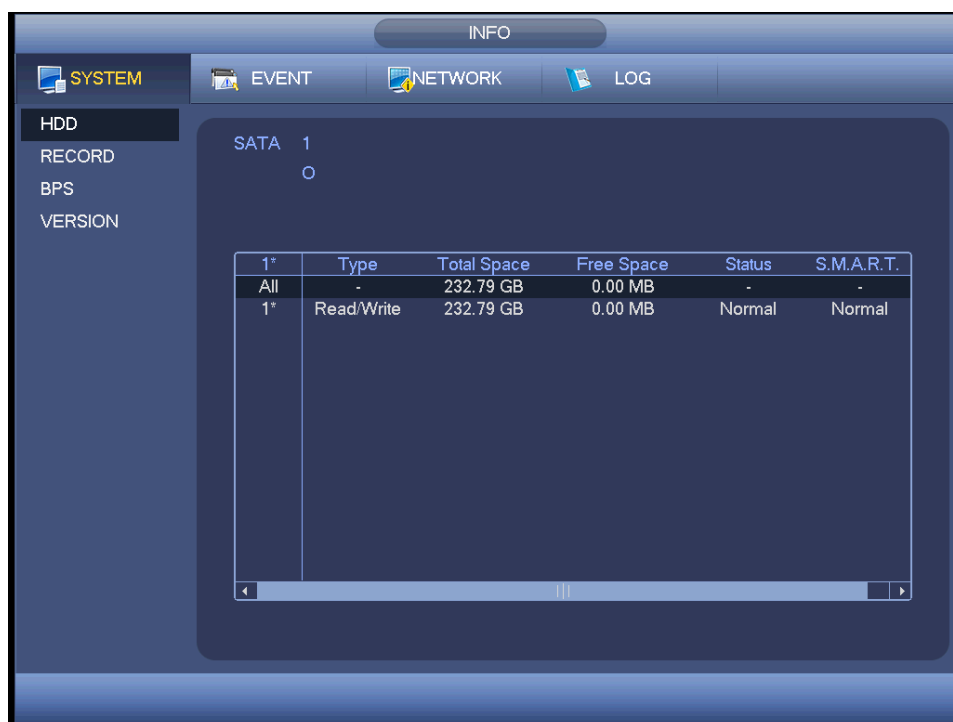 INFO
SYSTEM EVENT NETWORK LOG
HDD
RECORD
BPS
VERSION
SATA 1
O
1* Type Total Space Free Space Status S.M.A.R.T.
All - 232.79 GB 0.00 MB - -
1* Read/Write 232.79 GB 0.00 MB Normal Normal